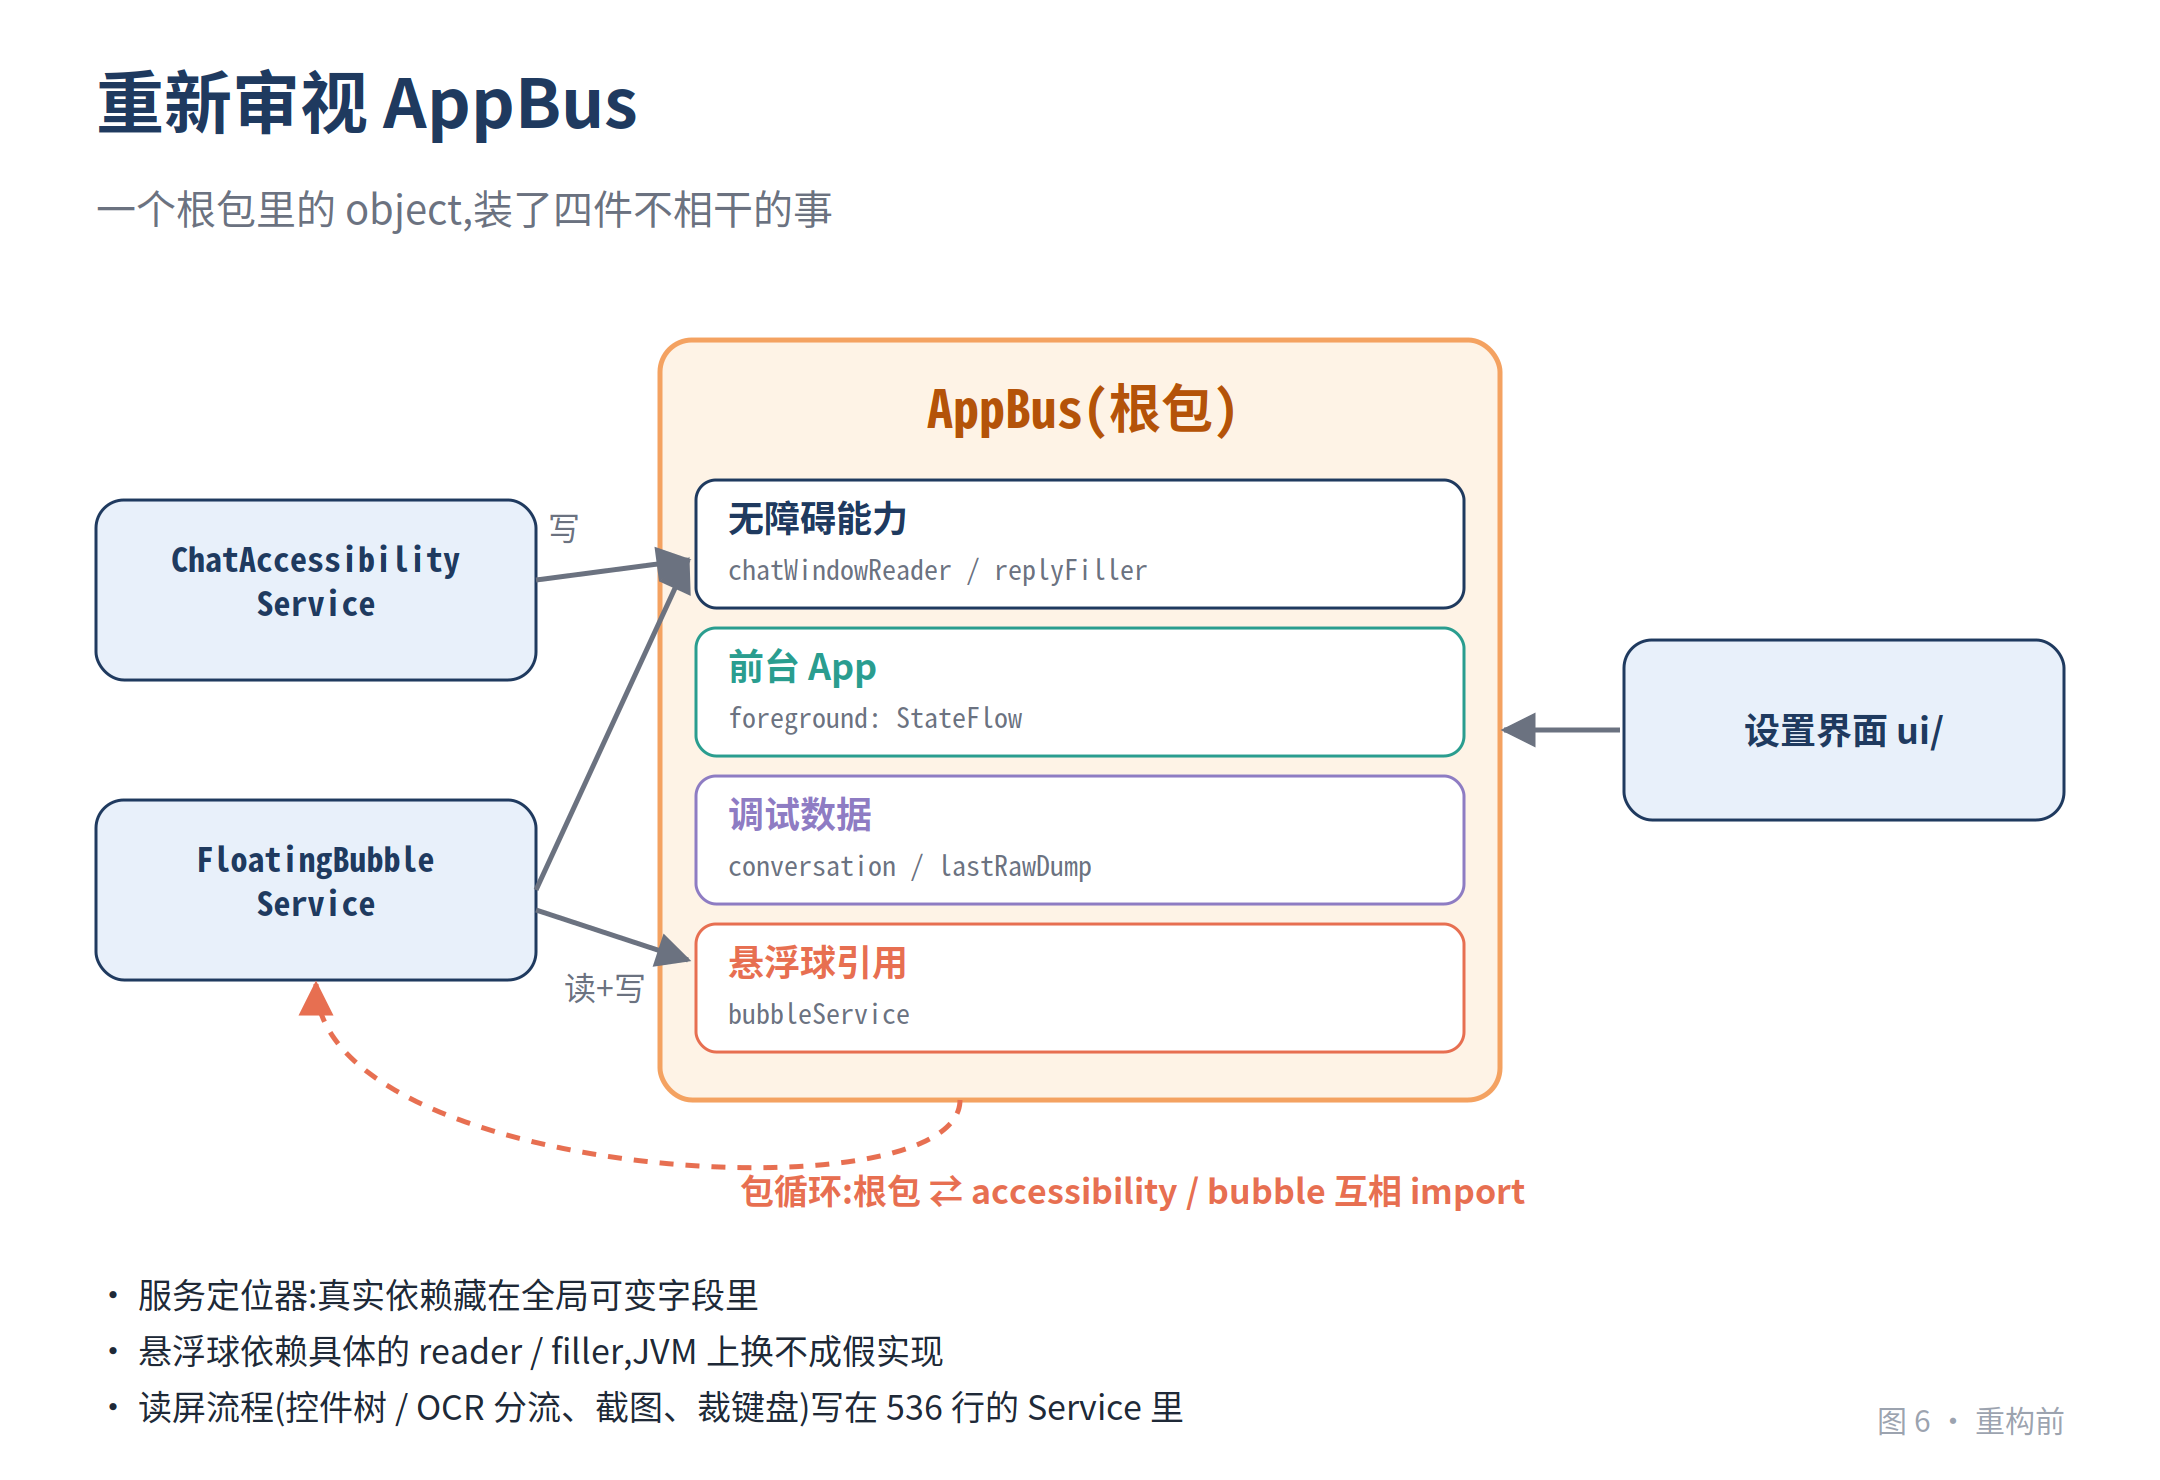 重新审视 AppBus
一个根包里的 object,装了四件不相干的事
AppBus(根包)
ChatAccessibility
Service
写
无障碍能力
chatWindowReader / replyFiller
前台 App
foreground: StateFlow
设置界面 ui/
FloatingBubble
Service
读+写
调试数据
conversation / lastRawDump
悬浮球引用
bubbleService
包循环:根包 ⇄ accessibility / bubble 互相 import
• 服务定位器:真实依赖藏在全局可变字段里
• 悬浮球依赖具体的 reader / filler,JVM 上换不成假实现
• 读屏流程(控件树 / OCR 分流、截图、裁键盘)写在 536 行的 Service 里
图 6 • 重构前